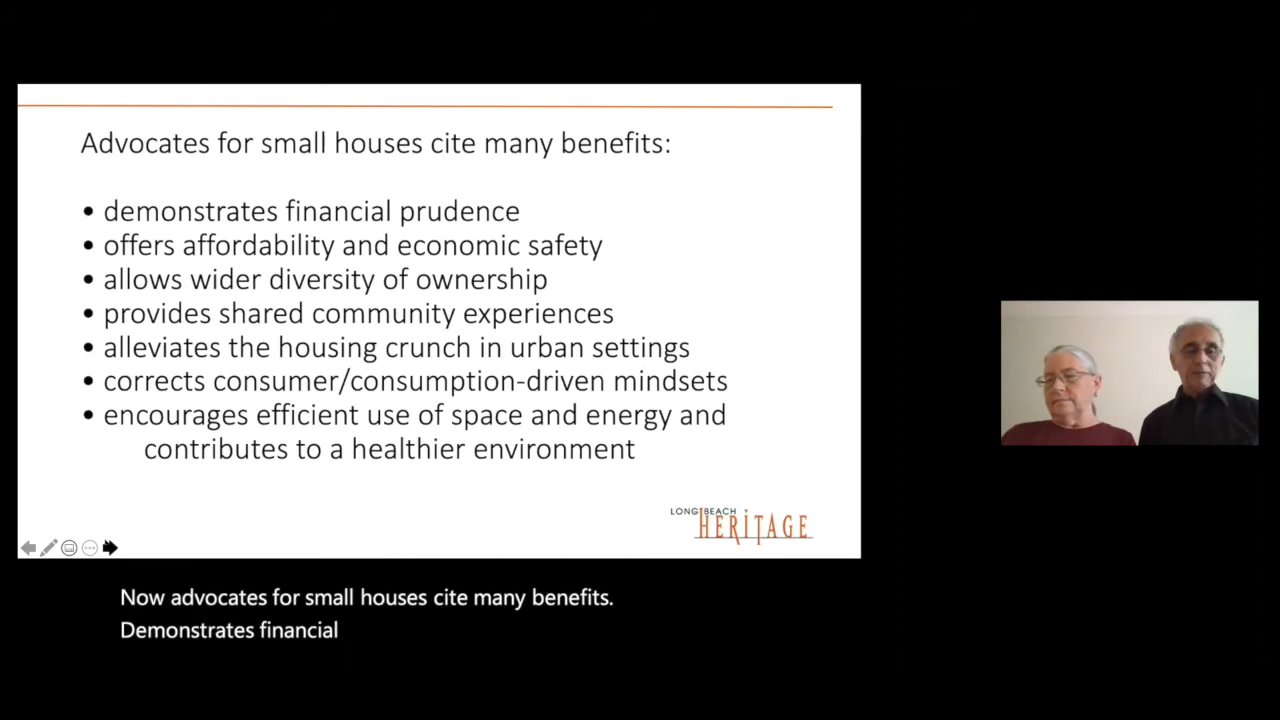 Advocates for small houses cite many benefits:
• demonstrates financial prudence
• offers affordability and economic safety
• allows wider diversity of ownership
• provides shared community experiences
• alleviates the housing crunch in urban settings
• corrects consumer/consumption-driven mindsets
• encourages efficient use of space and energy and
contributes to a healthier environment
LONG BEACH
HERITAGE
Now advocates for small houses cite many benefits.
Demonstrates financial